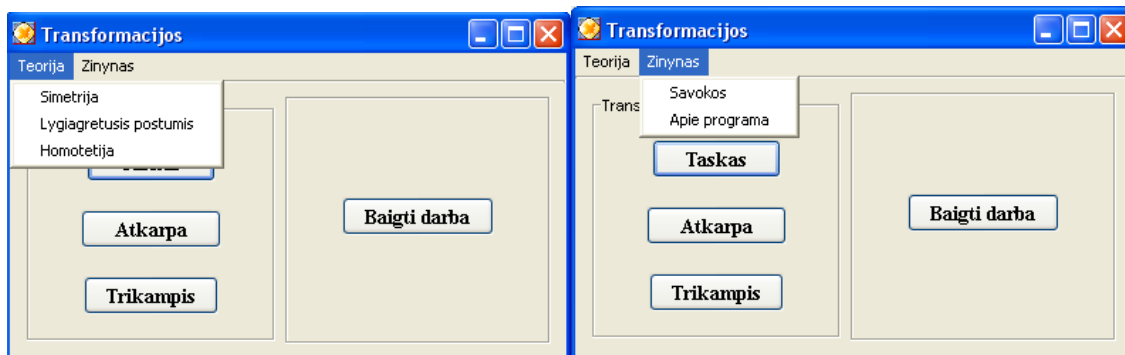 Transformacijos
Teorija Zinynas
Simetrija
Lygiagretusis postumis
Homotetija
Atkarpa
Trikampis
Baigti darba
Transformacijos
Teorija Zinynas
Savokos
Apie programa
Trans
Taskas
Atkarpa
Trikampis
Baigti darba